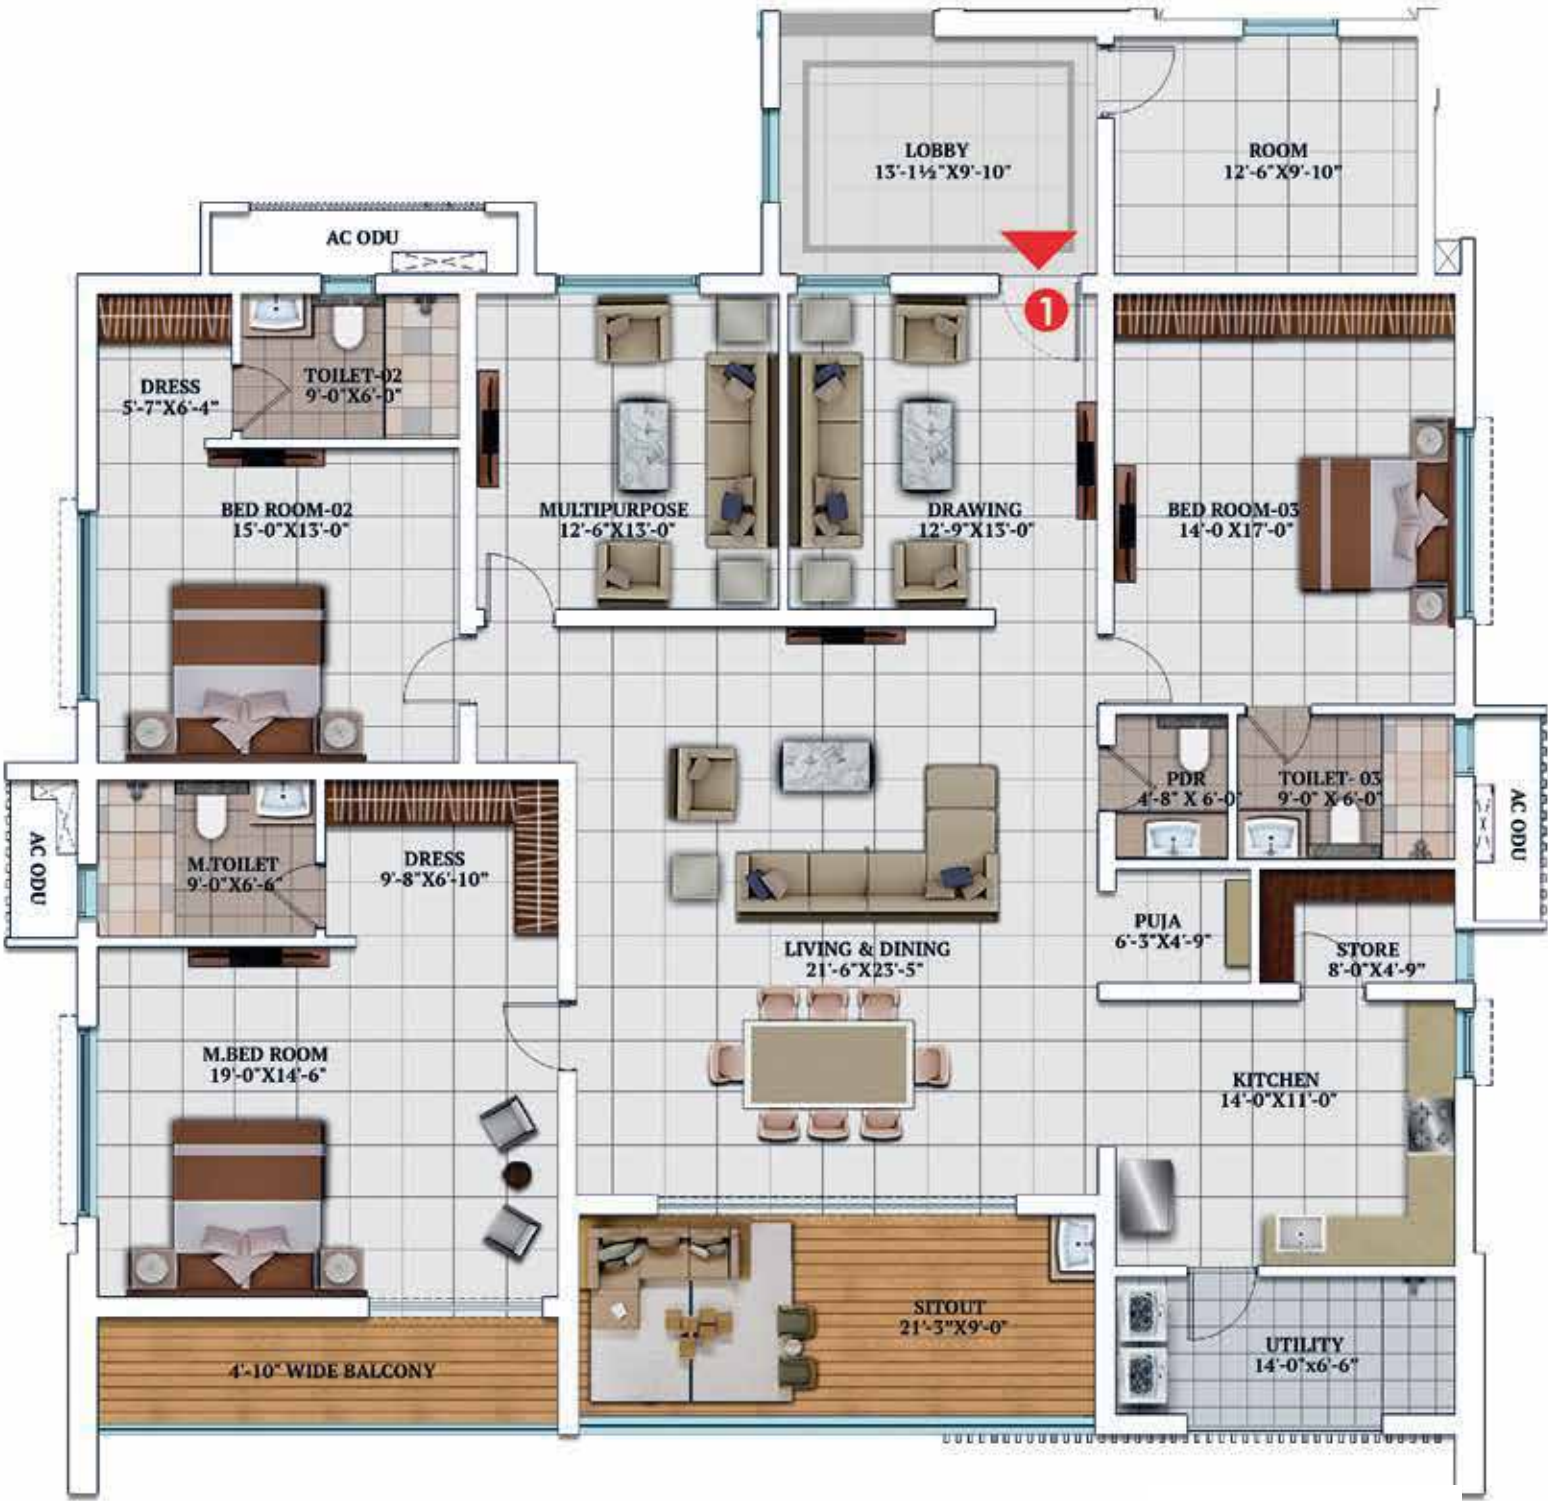 LOBBY
13'-1½"X9'-10"
ROOM
12'-6"X9'-10"
AC ODU
1
DRESS
5'-7"X6'-4"
TOILET-02
9'-0"X6'-0"
BED ROOM-02
15'-0"X13'-0"
MULTIPURPOSE
12'-6"X13'-0"
DRAWING
12'-9"X13'-0"
BED ROOM-03
14'-0 X17'-0"
PDR
4'-8" X 6'-0
TOILET- 03
9'-0" X 6'-0"
AC ODU
AC ODU
M.TOILET
9'-0"X6'-6"
DRESS
9'-8"X6'-10"
PUJA
6'-3"X4'-9"
STORE
8'-0"X4'-9"
LIVING & DINING
21'-6"X23'-5"
M.BED ROOM
19'-0"X14'-6"
KITCHEN
14'-0"X11'-0"
SITOUT
21'-3"X9'-0"
UTILITY
14'-0"x6'-6"
4'-10" WIDE BALCONY